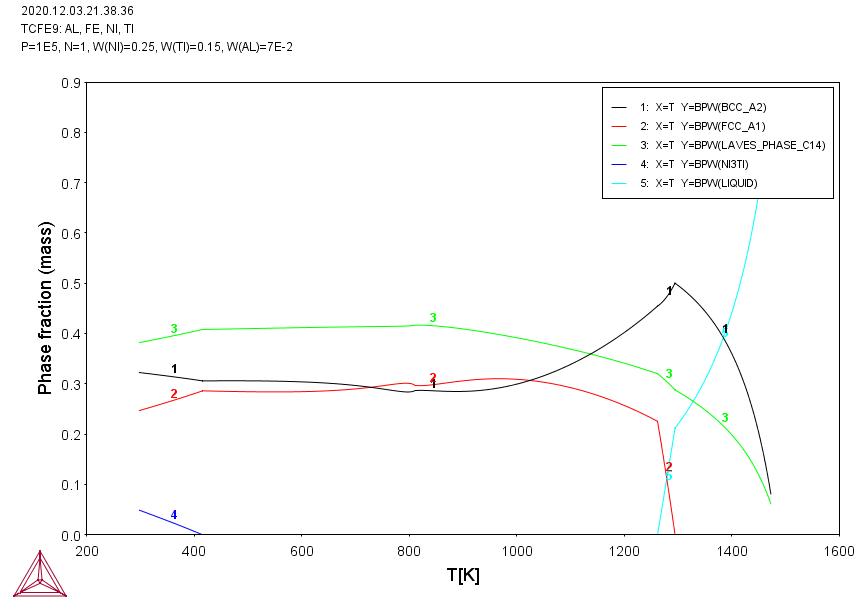 2020.12.03.21.38.36
TCFE9: AL, FE, NI, TI
P=1E5, N=1, W(NI)=0.25, W(TI)=0.15, W(AL)=7E-2
0.9
1: X=T Y=BPW(BCC_A2)
2: X=T Y=BPW(FCC_A1)
3: X=T Y=BPW(LAVES_PHASE_C14)
4: X=T Y=BPW(NI3TI)
5: X=T Y=BPW(LIQUID)
0.8
0.7
0.6
0.5
0.4
0.3
0.2
0.1
0.0
Phase fraction (mass)
3
1
2
4
3
2
1
1
3
2
5
1
5
3
200 400 600 800 1000 1200 1400 1600
T[K]